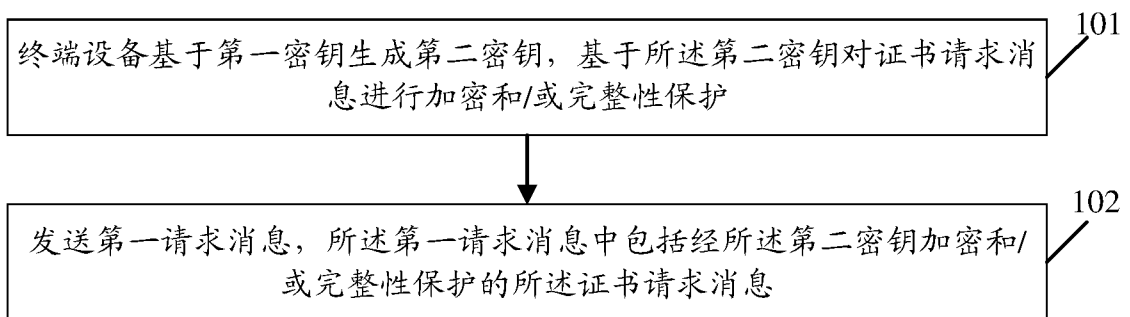 101
终端设备基于第一密钥生成第二密钥，基于所述第二密钥对证书请求消
息进行加密和/或完整性保护
102
发送第一请求消息，所述第一请求消息中包括经所述第二密钥加密和/
或完整性保护的所述证书请求消息